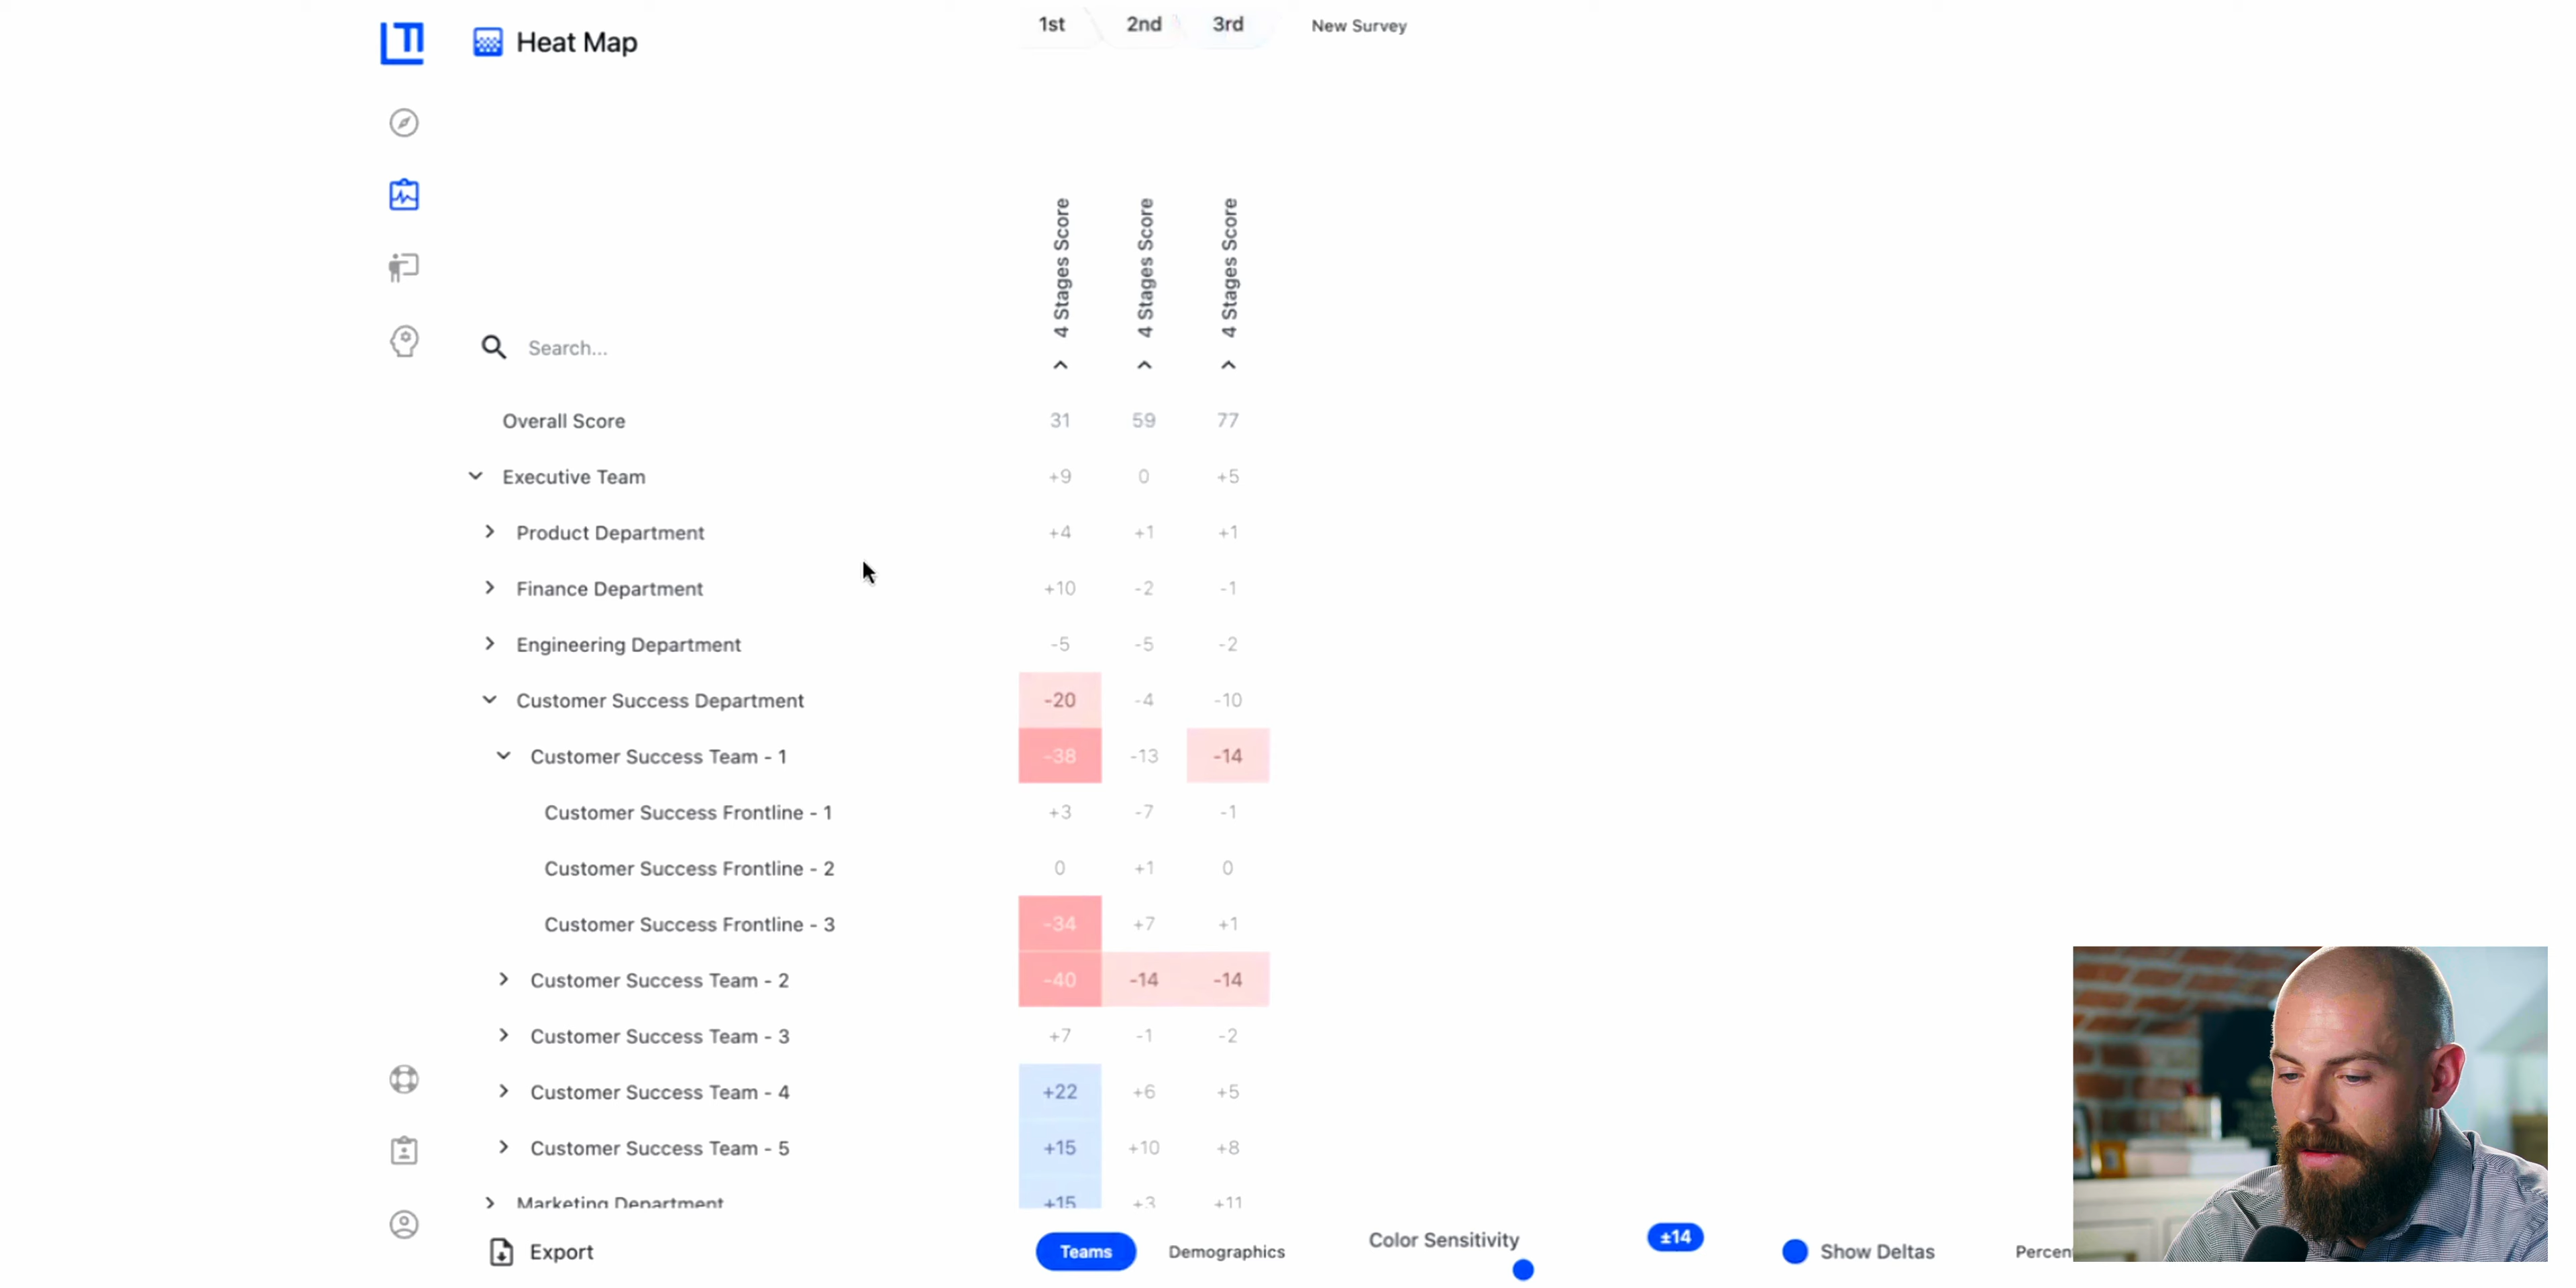 Heat Map
1st 2nd 3rd New Survey
4 Stages Score 4 Stages Score 4 Stages Score
Search...
Overall Score 31 59 77
Executive Team +9 0 +5
Product Department +4 +1 +1
Finance Department +10 -2 -1
Engineering Department -5 -5 -2
Customer Success Department -20 -4 -10
Customer Success Team - 1 -38 -13 -14
Customer Success Frontline - 1 +3 -7 -1
Customer Success Frontline - 2 0 +1 0
Customer Success Frontline - 3 -34 +7 +1
Customer Success Team - 2 -40 -14 -14
Customer Success Team - 3 +7 -1 -2
Customer Success Team - 4 +22 +6 +5
Customer Success Team - 5 +15 +10 +8
Marketing Department +15 +3 +11
Export Teams Demographics Color Sensitivity ±14 Show Deltas Percen